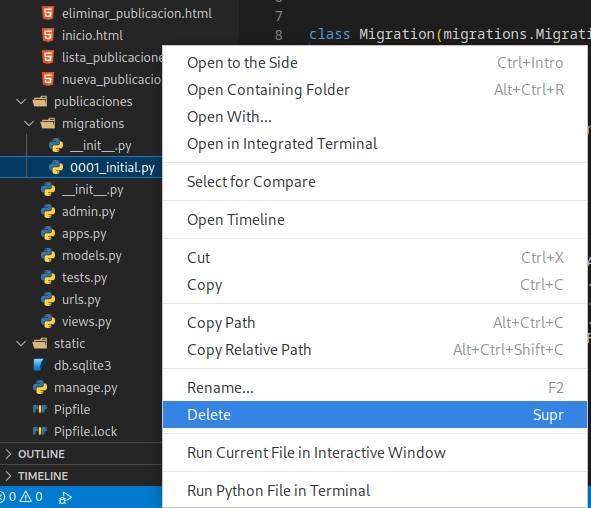 eliminar_publicacion.html
inicio.html
lista_publicacione
nueva_publicacio
publicaciones
migrations
__init__.py
0001_initial.py
__init__.py
admin.py
apps.py
models.py
tests.py
urls.py
views.py
static
db.sqlite3
manage.py
Pipfile
Pipfile.lock
OUTLINE
TIMELINE
0 0
7
8 class Migration(migrations.Migrati
Open to the Side Ctrl+Intro
Open Containing Folder Alt+Ctrl+R
Open With...
Open in Integrated Terminal
Select for Compare
Open Timeline
Cut Ctrl+X
Copy Ctrl+C
Copy Path Alt+Ctrl+C
Copy Relative Path Alt+Ctrl+Shift+C
Rename... F2
Delete Supr
Run Current File in Interactive Window
Run Python File in Terminal